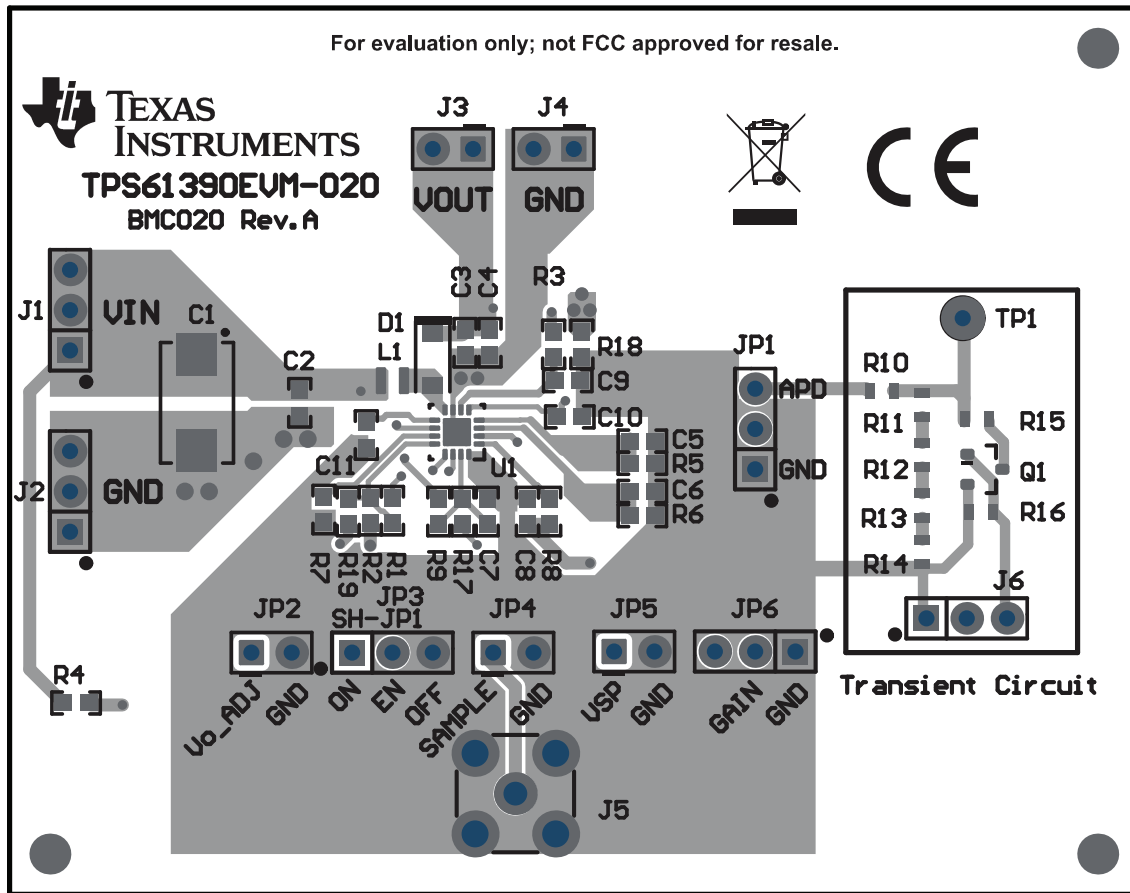 For evaluation only; not FCC approved for resale.
TEXAS
INSTRUMENTS
TPS61390EVM-020
BMC020 Rev.A
J3
J4
VOUT
GND
J1
VIN
C1
C2
D1
L1
C3
C4
R3
R18
C9
C10
C5
R5
C6
R6
U1
C11
J2
GND
JP1
APD
GND
TP1
R10
R11
R15
R12
Q1
R13
R16
R14
J6
Transient Circuit
R7
R19
R2
R1
R9
R17
C7
C8
R8
JP2
JP3
SH-JP1
JP4
JP5
JP6
R4
Vo_ADJ
GND
ON
EN
OFF
SAMPLE
GND
VSP
GND
GAIN
GND
J5
CE